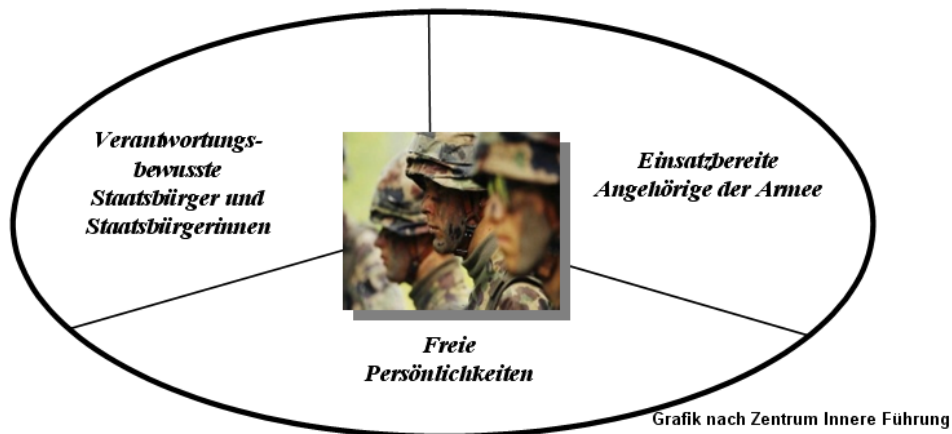 Verantwortungs-
bewusste
Staatsbürger und
Staatsbürgerinnen
Einsatzbereite
Angehörige der Armee
Freie
Persönlichkeiten
Grafik nach Zentrum Innere Führung